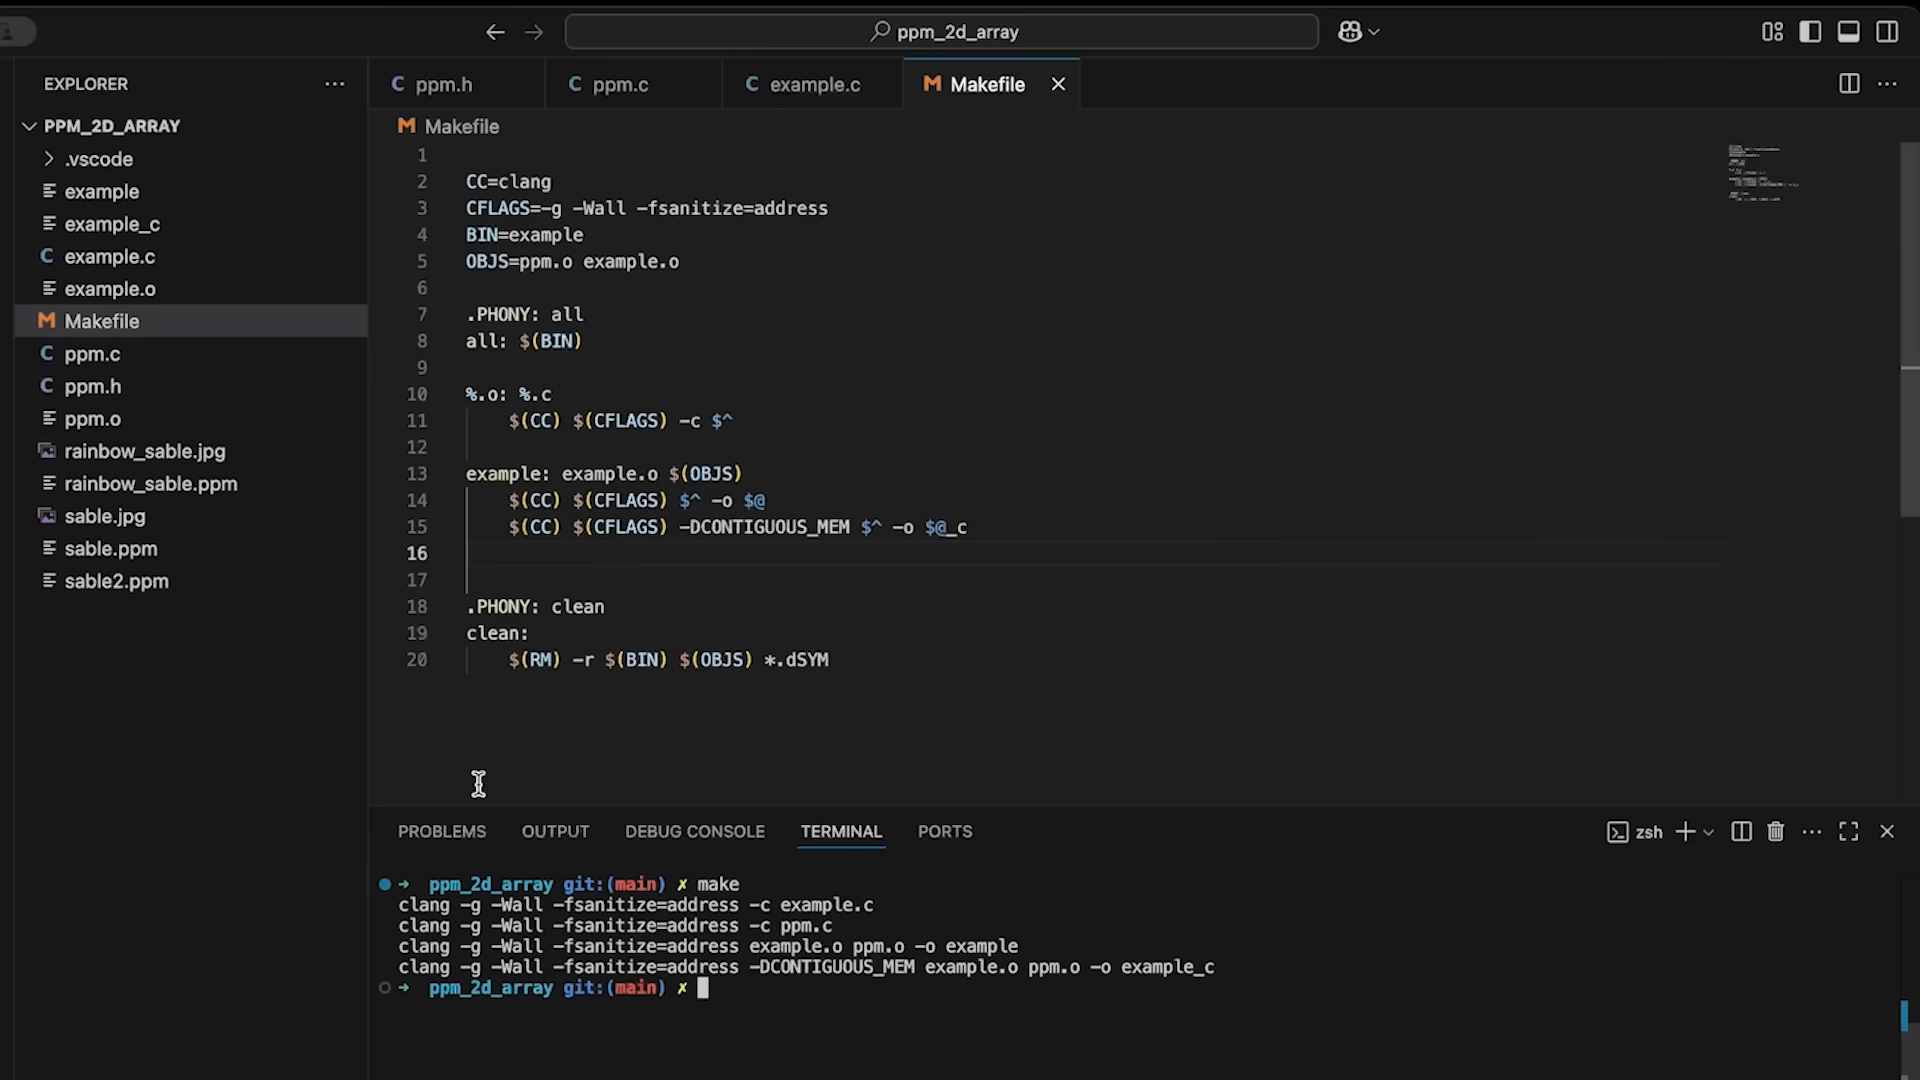 ppm_2d_array
EXPLORER
PPM_2D_ARRAY
.vscode
example
example_c
example.c
example.o
Makefile
ppm.c
ppm.h
ppm.o
rainbow_sable.jpg
rainbow_sable.ppm
sable.jpg
sable.ppm
sable2.ppm
ppm.h ppm.c example.c Makefile
Makefile
1
2 CC=clang
3 CFLAGS=-g -Wall -fsanitize=address
4 BIN=example
5 OBJS=ppm.o example.o
6
7 .PHONY: all
8 all: $(BIN)
9
10 %.o: %.c
11 $(CC) $(CFLAGS) -c $^
12
13 example: example.o $(OBJS)
14 $(CC) $(CFLAGS) $^ -o $@
15 $(CC) $(CFLAGS) -DCONTIGUOUS_MEM $^ -o $@_c
16
17
18 .PHONY: clean
19 clean:
20 $(RM) -r $(BIN) $(OBJS) *.dSYM
PROBLEMS OUTPUT DEBUG CONSOLE TERMINAL PORTS zsh
➜ ppm_2d_array git:(main) ✗ make
clang -g -Wall -fsanitize=address -c example.c
clang -g -Wall -fsanitize=address -c ppm.c
clang -g -Wall -fsanitize=address example.o ppm.o -o example
clang -g -Wall -fsanitize=address -DCONTIGUOUS_MEM example.o ppm.o -o example_c
➜ ppm_2d_array git:(main) ✗